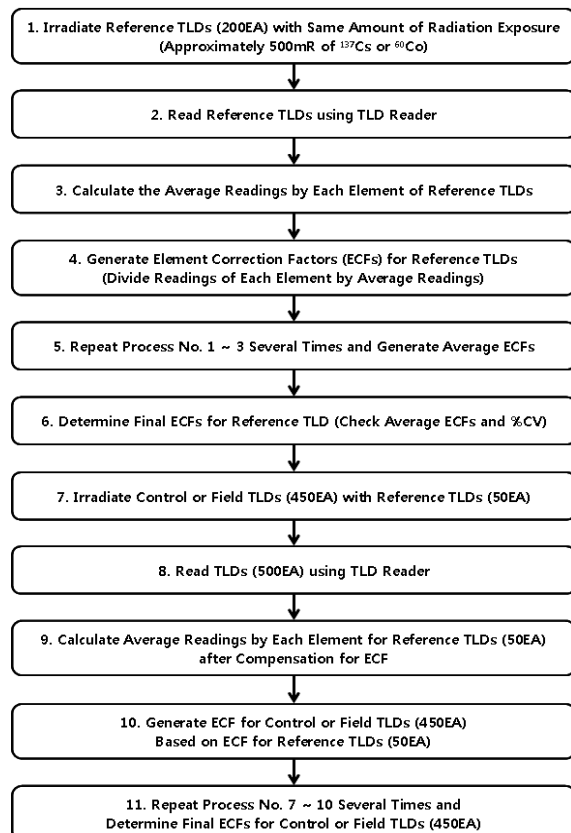 1. Irradiate Reference TLDs (200EA) with Same Amount of Radiation Exposure
(Approximately 500mR of ¹³⁷Cs or ⁶⁰Co)
2. Read Reference TLDs using TLD Reader
3. Calculate the Average Readings by Each Element of Reference TLDs
4. Generate Element Correction Factors (ECFs) for Reference TLDs
(Divide Readings of Each Element by Average Readings)
5. Repeat Process No. 1 ~ 3 Several Times and Generate Average ECFs
6. Determine Final ECFs for Reference TLD (Check Average ECFs and %CV)
7. Irradiate Control or Field TLDs (450EA) with Reference TLDs (50EA)
8. Read TLDs (500EA) using TLD Reader
9. Calculate Average Readings by Each Element for Reference TLDs (50EA)
after Compensation for ECF
10. Generate ECF for Control or Field TLDs (450EA)
Based on ECF for Reference TLDs (50EA)
11. Repeat Process No. 7 ~ 10 Several Times and
Determine Final ECFs for Control or Field TLDs (450EA)